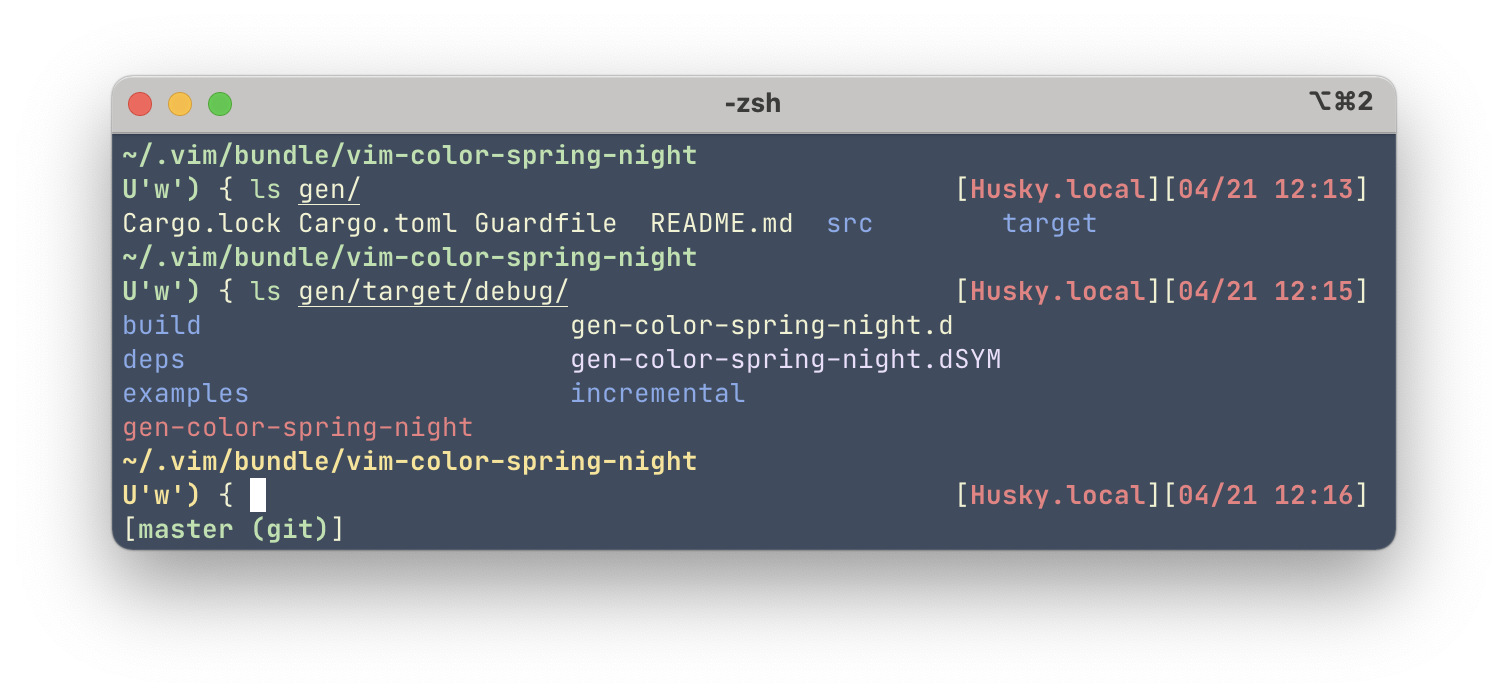 -zsh ⌥⌘2
~/.vim/bundle/vim-color-spring-night
U'w') { ls gen/ [Husky.local][04/21 12:13]
Cargo.lock Cargo.toml Guardfile README.md src target
~/.vim/bundle/vim-color-spring-night
U'w') { ls gen/target/debug/ [Husky.local][04/21 12:15]
build gen-color-spring-night.d
deps gen-color-spring-night.dSYM
examples incremental
gen-color-spring-night
~/.vim/bundle/vim-color-spring-night
U'w') { [Husky.local][04/21 12:16]
[master (git)]